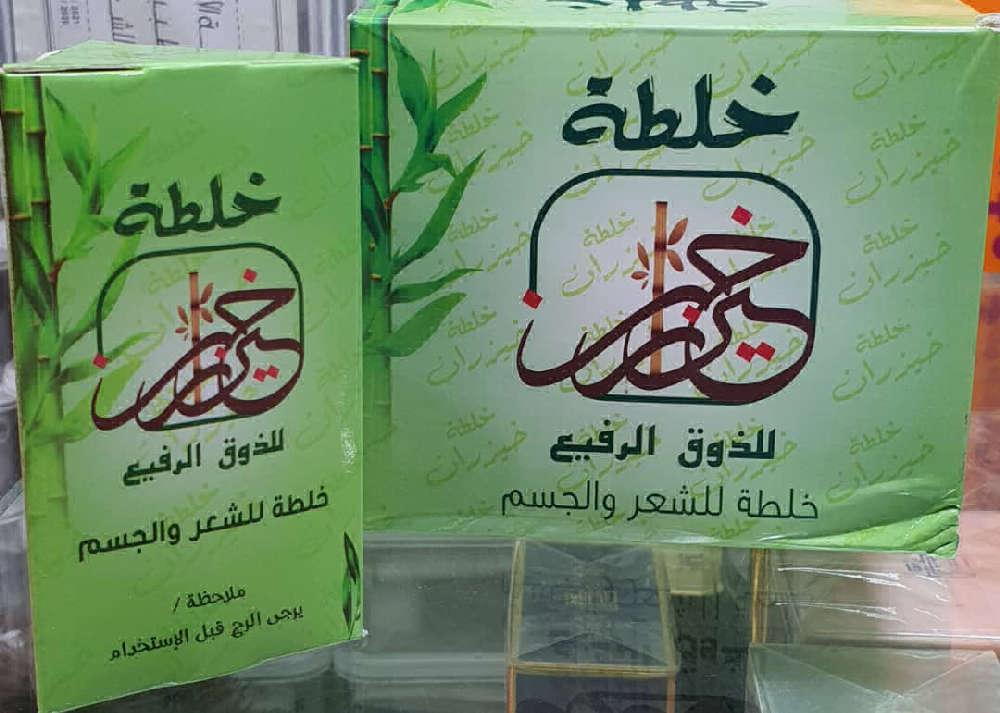 خلطة
خيزران
للذوق الرفيع
خلطة للشعر والجسم
ملاحظة /
يرجى الرج قبل الإستخدام
خلطة
خيزران
للذوق الرفيع
خلطة للشعر والجسم